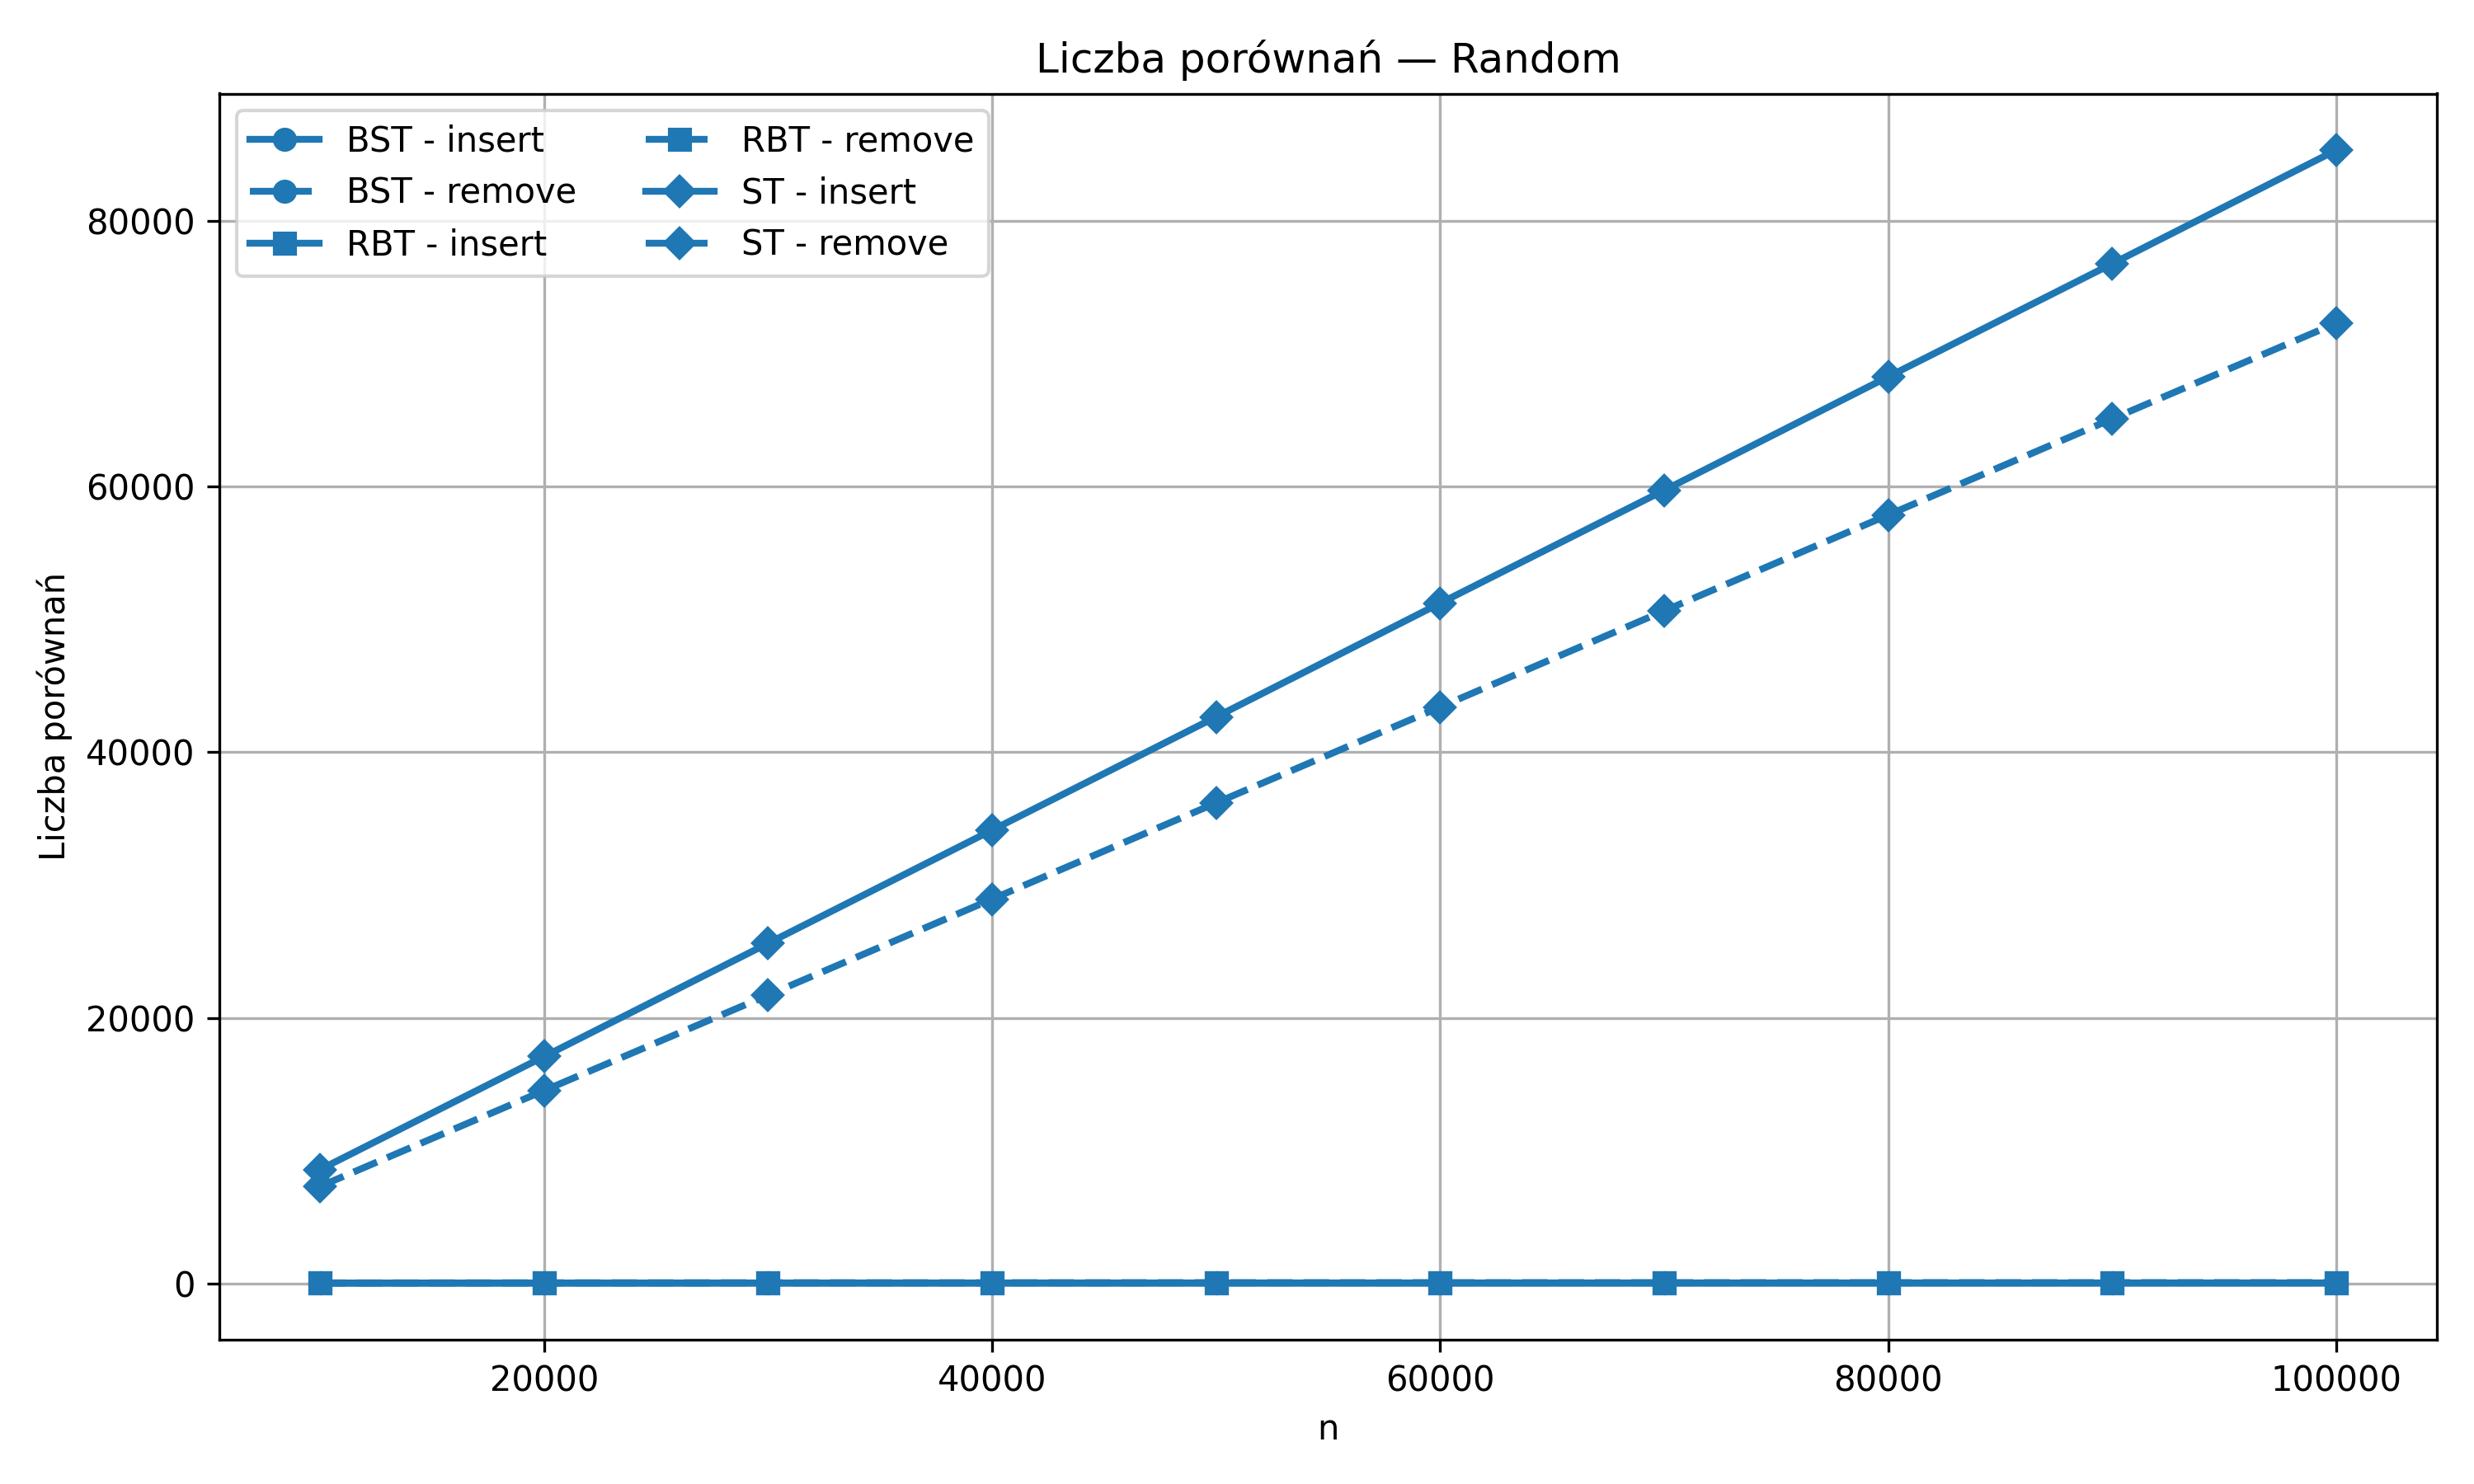 Liczba porównań — Random
BST - insert
BST - remove
RBT - insert
RBT - remove
ST - insert
ST - remove
Liczba porównań
80000
60000
40000
20000
0
20000
40000
60000
80000
100000
n